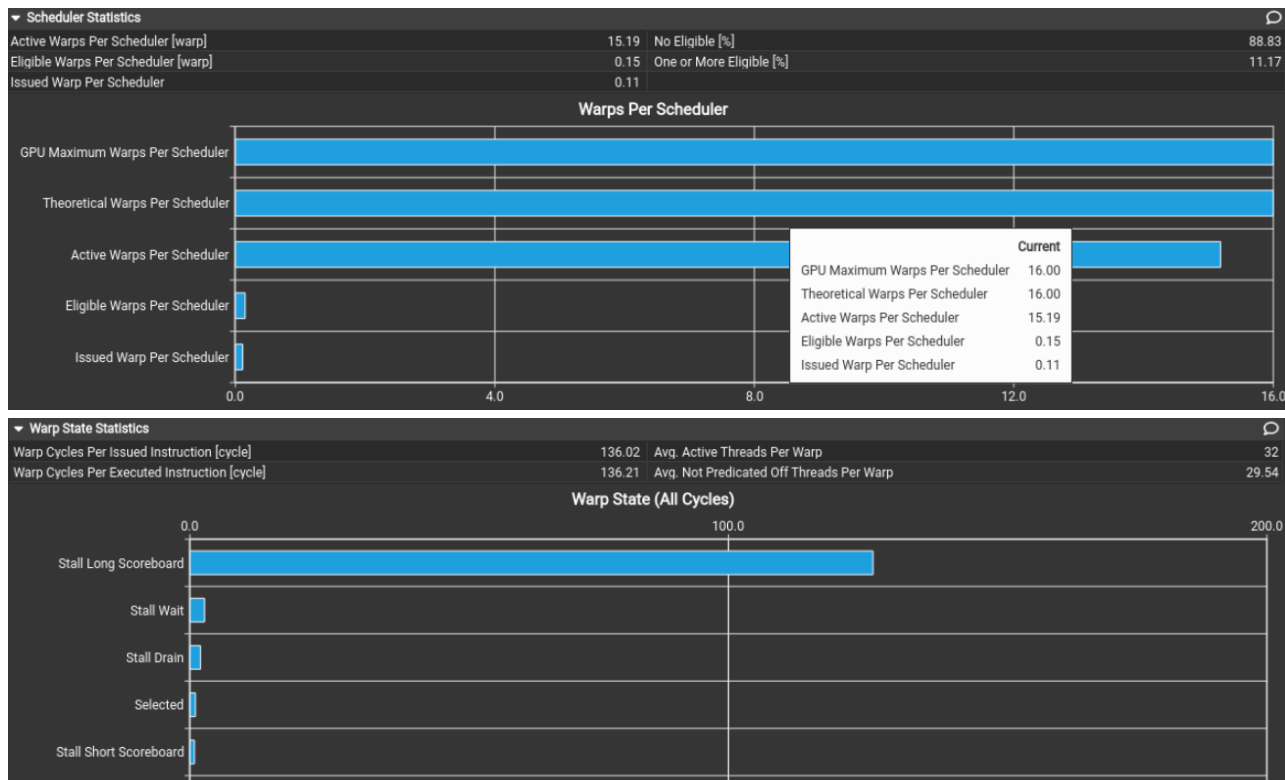 Scheduler Statistics
Active Warps Per Scheduler [warp] 15.19 No Eligible [%] 88.83
Eligible Warps Per Scheduler [warp] 0.15 One or More Eligible [%] 11.17
Issued Warp Per Scheduler 0.11
Warps Per Scheduler
GPU Maximum Warps Per Scheduler
Theoretical Warps Per Scheduler
Active Warps Per Scheduler
Eligible Warps Per Scheduler
Issued Warp Per Scheduler
Current
GPU Maximum Warps Per Scheduler 16.00
Theoretical Warps Per Scheduler 16.00
Active Warps Per Scheduler 15.19
Eligible Warps Per Scheduler 0.15
Issued Warp Per Scheduler 0.11
0.0 4.0 8.0 12.0 16.0
Warp State Statistics
Warp Cycles Per Issued Instruction [cycle] 136.02 Avg. Active Threads Per Warp 32
Warp Cycles Per Executed Instruction [cycle] 136.21 Avg. Not Predicated Off Threads Per Warp 29.54
Warp State (All Cycles)
0.0 100.0 200.0
Stall Long Scoreboard
Stall Wait
Stall Drain
Selected
Stall Short Scoreboard